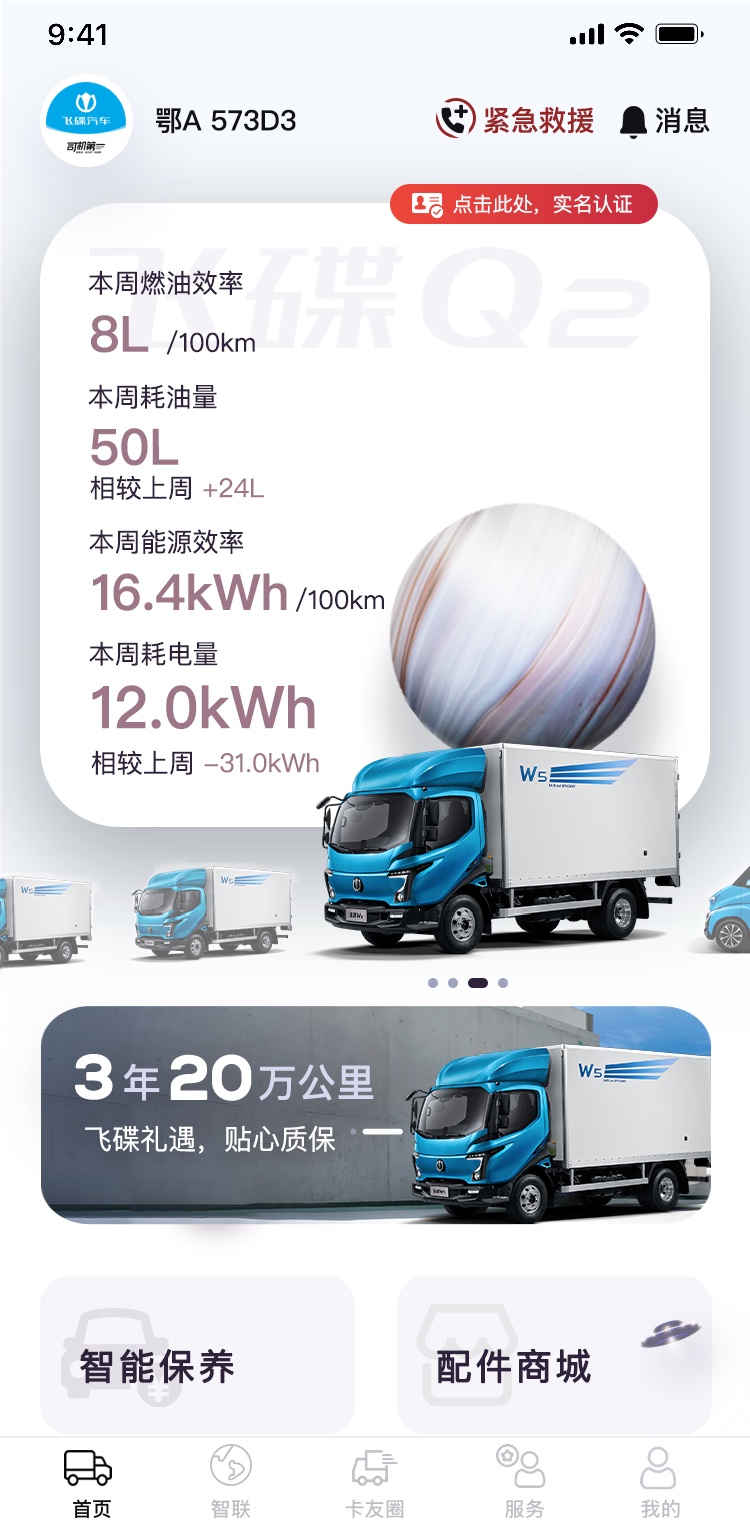 9:41
飞碟汽车
司机第一
鄂A 573D3
紧急救援
消息
点击此处，实名认证
飞碟Q2
本周燃油效率
8L /100km
本周耗油量
50L
相较上周 +24L
本周能源效率
16.4kWh /100km
本周耗电量
12.0kWh
相较上周 −31.0kWh
W5
W5
W5
3年20万公里
飞碟礼遇，贴心质保
W5
智能保养
配件商城
首页
智联
卡友圈
服务
我的